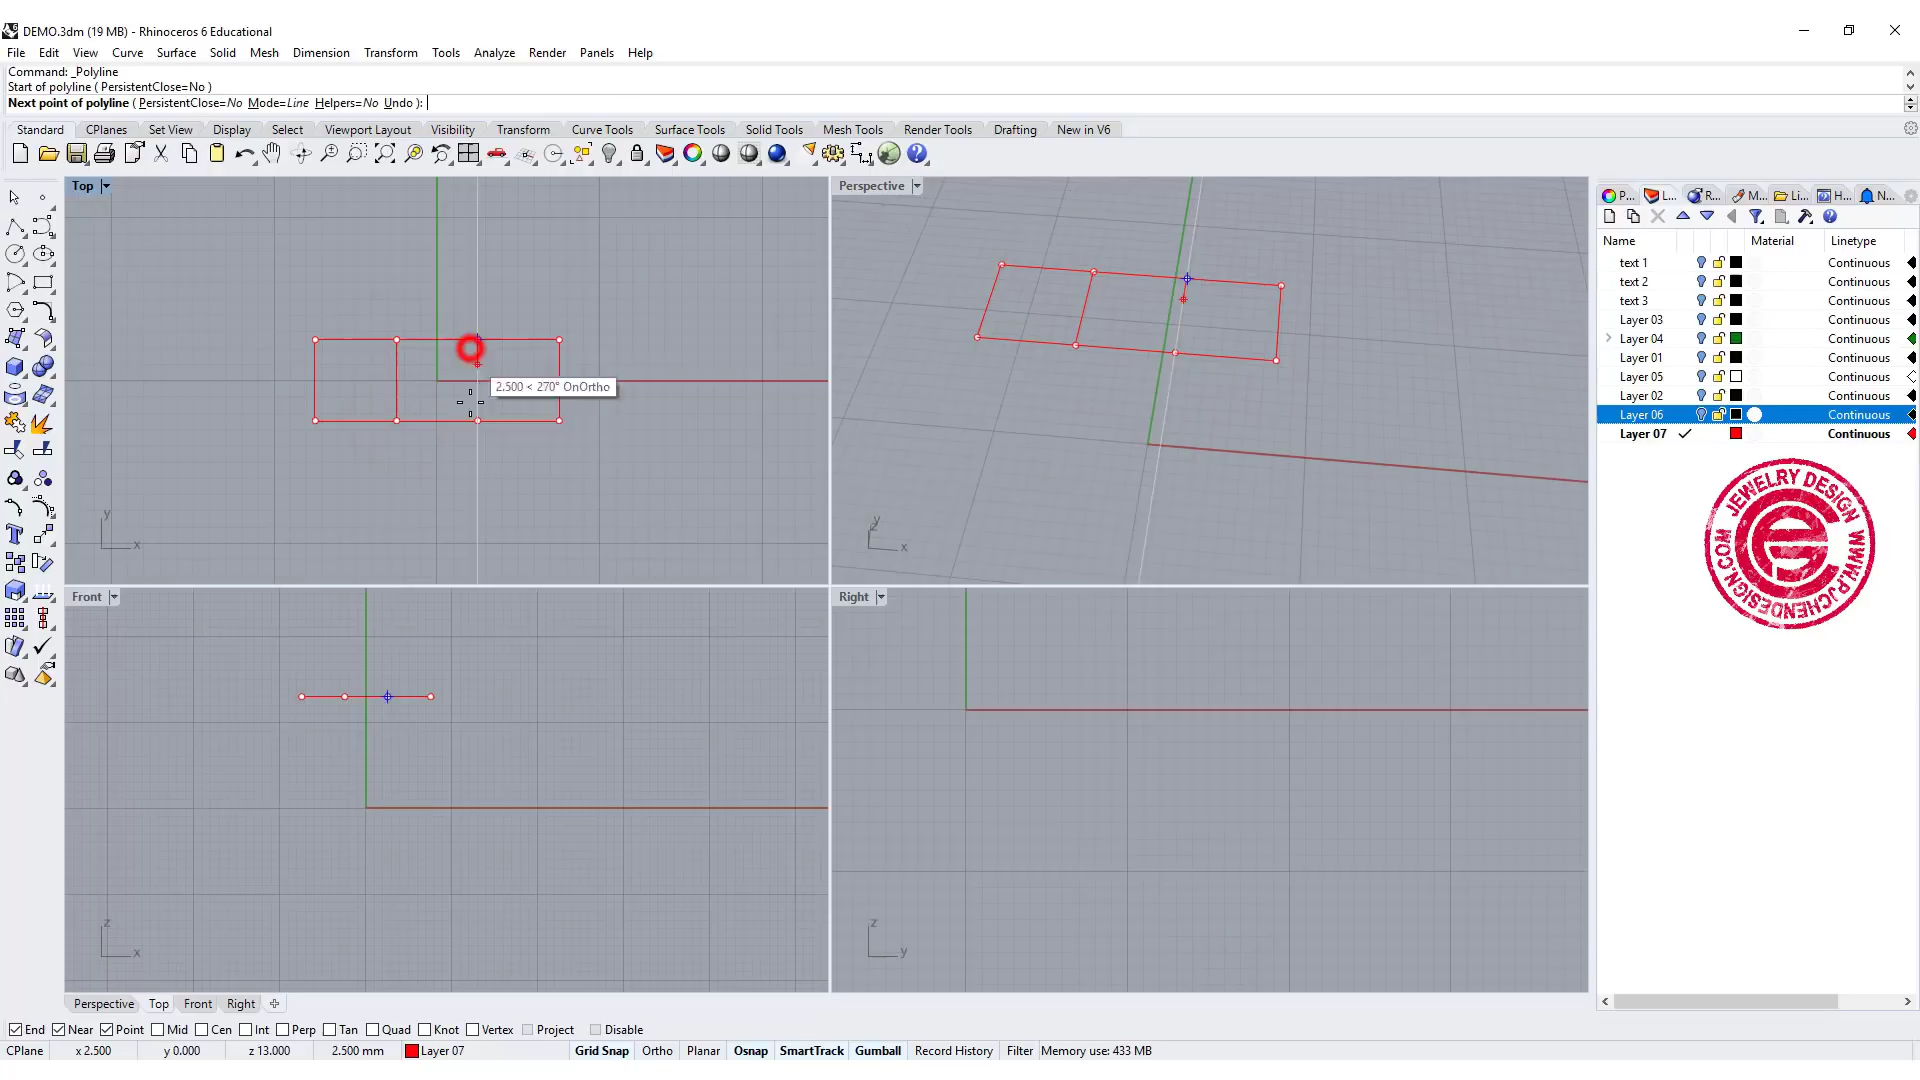 DEMO.3dm (19 MB) - Rhinoceros 6 Educational
File Edit View Curve Surface Solid Mesh Dimension Transform Tools Analyze Render Panels Help
Command: _Polyline
Start of polyline ( PersistentClose=No )
Next point of polyline ( PersistentClose=No Mode=Line Helpers=No Undo ):
Standard CPlanes Set View Display Select Viewport Layout Visibility Transform Curve Tools Surface Tools Solid Tools Mesh Tools Render Tools Drafting New in V6
Top
Perspective
P... L... R... M... Li... H... N...
Name Material Linetype
text 1 Continuous
text 2 Continuous
text 3 Continuous
Layer 03 Continuous
Layer 04 Continuous
Layer 01 Continuous
Layer 05 Continuous
Layer 02 Continuous
Layer 06 Continuous
Layer 07 Continuous
2.500 < 270° OnOrtho
JEWELRY DESIGN
WWW.PJCHENDESIGN.COM
y
x
y
z
x
Front
Right
z
x
z
y
Perspective Top Front Right
End Near Point Mid Cen Int Perp Tan Quad Knot Vertex Project Disable
CPlane x 2.500 y 0.000 z 13.000 2.500 mm Layer 07 Grid Snap Ortho Planar Osnap SmartTrack Gumball Record History Filter Memory use: 433 MB